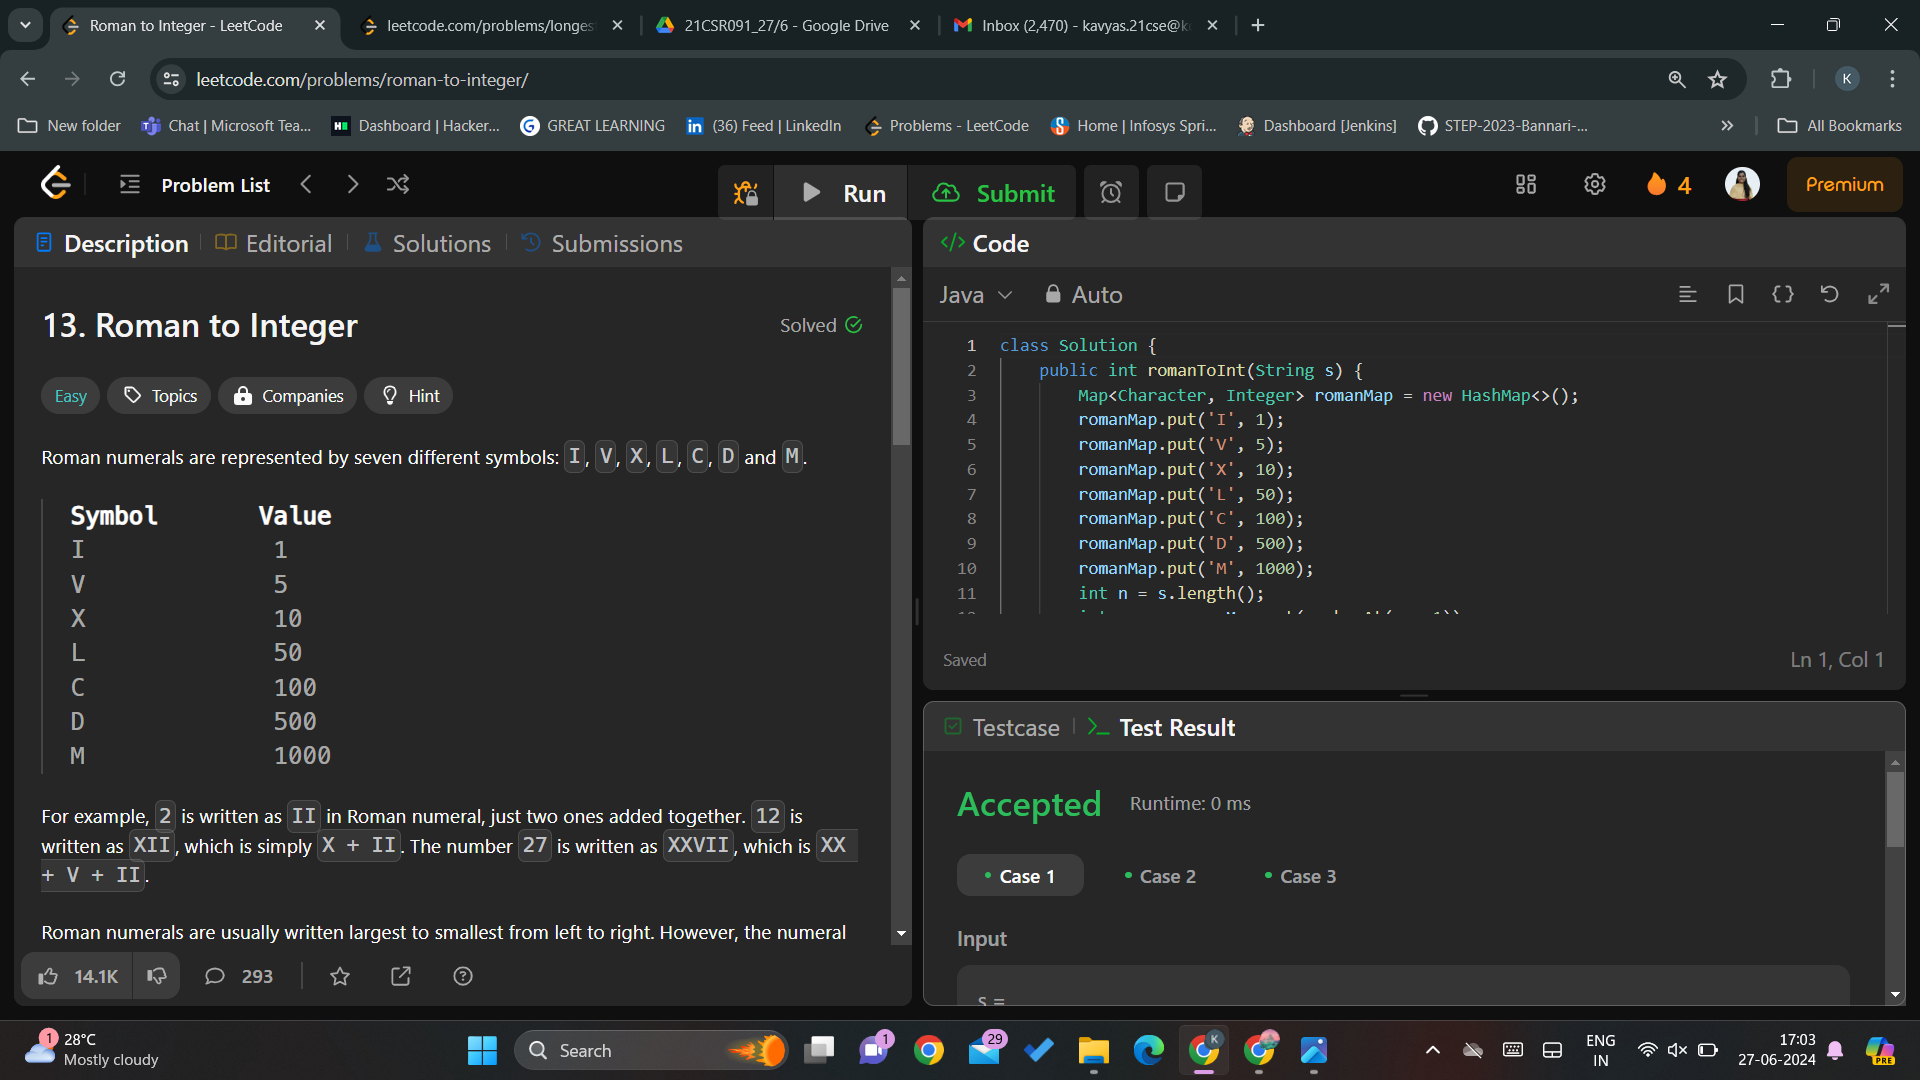 Roman to Integer - LeetCode
leetcode.com/problems/longes
21CSR091_27/6 - Google Drive
Inbox (2,470) - kavyas.21cse@k
leetcode.com/problems/roman-to-integer/
K
New folder
Chat | Microsoft Tea...
Dashboard | Hacker...
GREAT LEARNING
(36) Feed | LinkedIn
Problems - LeetCode
Home | Infosys Spri...
Dashboard [Jenkins]
STEP-2023-Bannari-...
All Bookmarks
Problem List
Run
Submit
4
Premium
Description
Editorial
Solutions
Submissions
13. Roman to Integer
Solved
Easy
Topics
Companies
Hint
Roman numerals are represented by seven different symbols: I, V, X, L, C, D and M.
Symbol Value
I 1
V 5
X 10
L 50
C 100
D 500
M 1000
For example, 2 is written as II in Roman numeral, just two ones added together. 12 is
written as XII, which is simply X + II. The number 27 is written as XXVII, which is XX
+ V + II.
Roman numerals are usually written largest to smallest from left to right. However, the numeral
14.1K
293
</> Code
Java
Auto
1 class Solution {
2 public int romanToInt(String s) {
3 Map<Character, Integer> romanMap = new HashMap<>();
4 romanMap.put('I', 1);
5 romanMap.put('V', 5);
6 romanMap.put('X', 10);
7 romanMap.put('L', 50);
8 romanMap.put('C', 100);
9 romanMap.put('D', 500);
10 romanMap.put('M', 1000);
11 int n = s.length();
Saved
Ln 1, Col 1
Testcase
>_ Test Result
Accepted
Runtime: 0 ms
Case 1
Case 2
Case 3
Input
s =
1
28°C
Mostly cloudy
Search
1
29
K
ENG
IN
17:03
27-06-2024
PRE